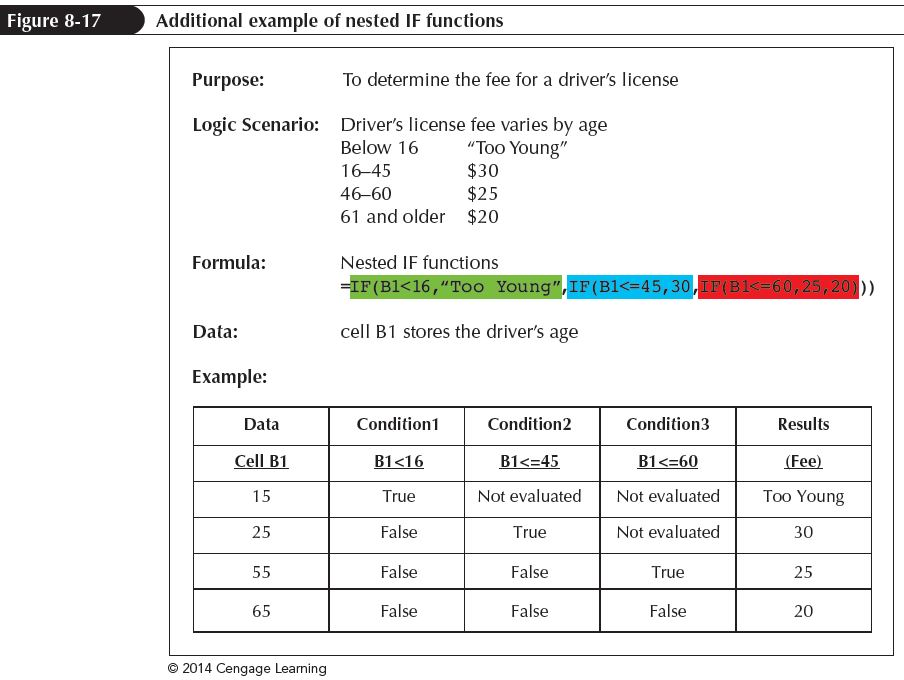 Figure 8-17 Additional example of nested IF functions
Purpose: To determine the fee for a driver’s license
Logic Scenario: Driver’s license fee varies by age
Below 16 “Too Young”
16–45 $30
46–60 $25
61 and older $20
Formula: Nested IF functions
=IF(B1<16,“Too Young”,IF(B1<=45,30,IF(B1<=60,25,20)))
Data: cell B1 stores the driver’s age
Example:
Data Condition1 Condition2 Condition3 Results
Cell B1 B1<16 B1<=45 B1<=60 (Fee)
15 True Not evaluated Not evaluated Too Young
25 False True Not evaluated 30
55 False False True 25
65 False False False 20
© 2014 Cengage Learning